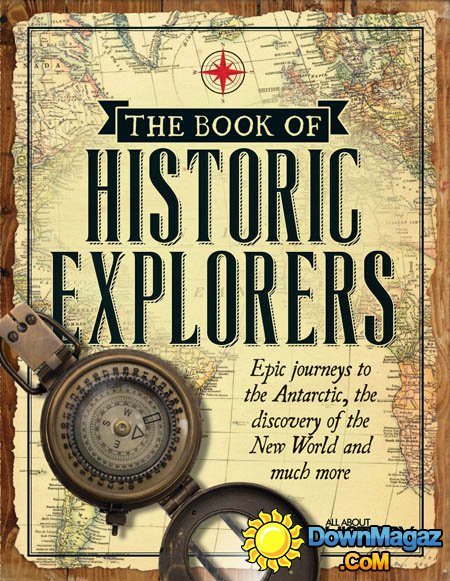 THE BOOK OF
HISTORIC
EXPLORERS
Epic journeys to
the Antarctic, the
discovery of the
New World and
much more
ALL ABOUT
DownMagaz
.COM